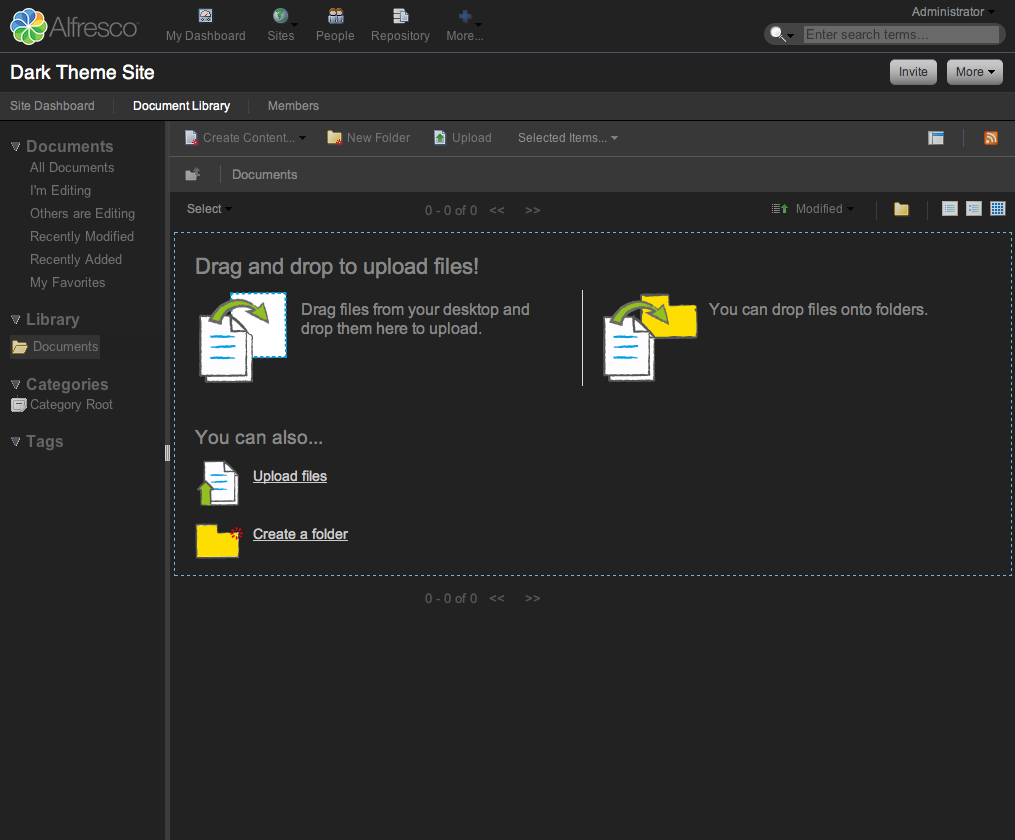 Alfresco
My Dashboard
Sites
People
Repository
More...
Administrator
Enter search terms...
Dark Theme Site
Invite
More
Site Dashboard
Document Library
Members
Documents
All Documents
I'm Editing
Others are Editing
Recently Modified
Recently Added
My Favorites
Library
Documents
Categories
Category Root
Tags
Create Content...
New Folder
Upload
Selected Items...
Documents
Select
0 - 0 of 0 << >>
Modified
Drag and drop to upload files!
Drag files from your desktop and
drop them here to upload.
You can drop files onto folders.
You can also...
Upload files
Create a folder
0 - 0 of 0 << >>